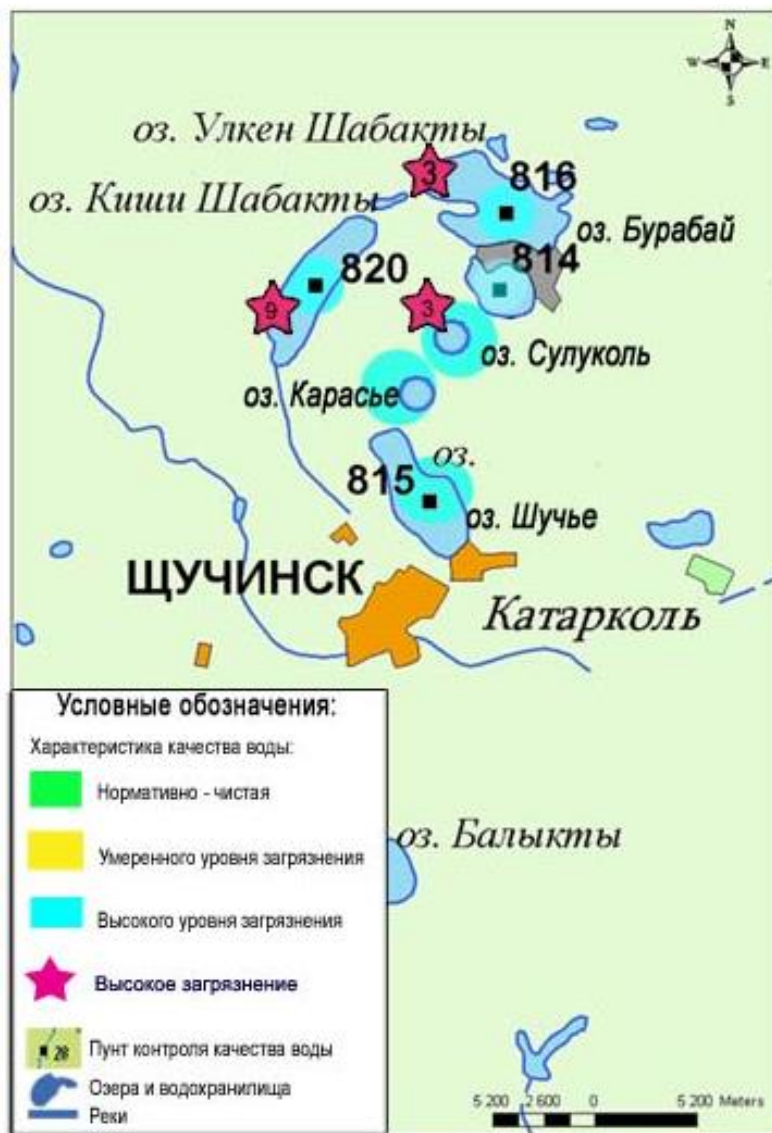 N
W E
S
оз. Улкен Шабакты
3
816
оз. Киши Шабакты
оз. Бурабай
814
820
9
3
оз. Сулуколь
оз. Карасье
оз.
815
оз. Шучье
ЩУЧИНСК
Катарколь
Условные обозначения:
Характеристика качества воды:
Нормативно - чистая
Умеренного уровня загрязнения
Высокого уровня загрязнения
Высокое загрязнение
28 Пунт контроля качества воды
Озера и водохранилища
Реки
оз. Балыкты
5 200 2 600 0 5 200 Meters